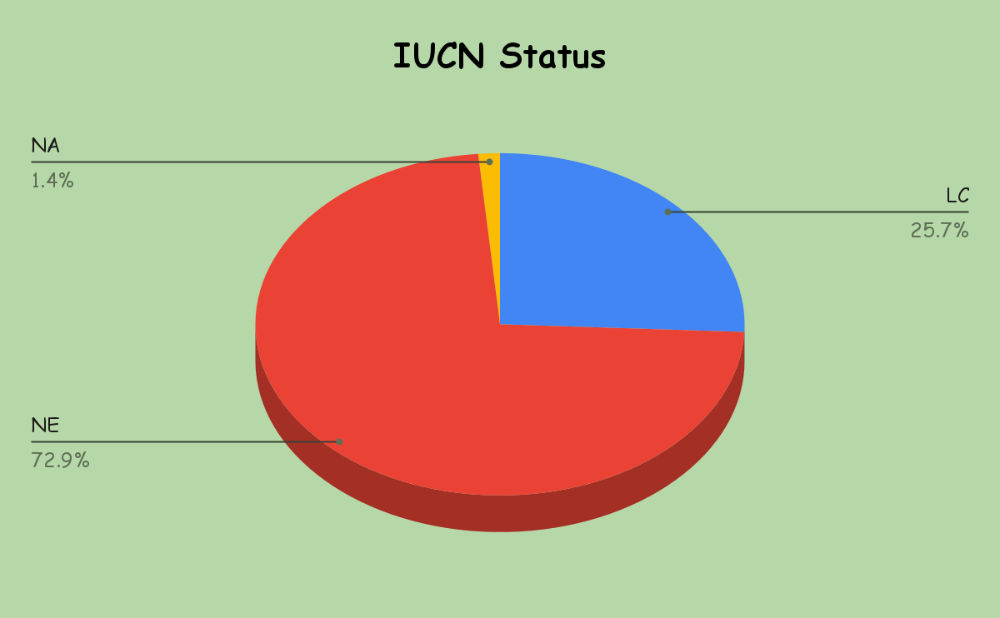 IUCN Status
NA
1.4%
LC
25.7%
NE
72.9%